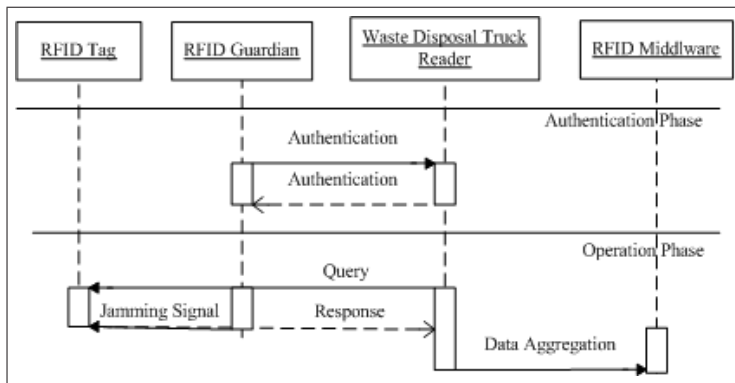 RFID Tag
RFID Guardian
Waste Disposal Truck
Reader
RFID Middlware
Authentication Phase
Authentication
Authentication
Operation Phase
Query
Jamming Signal
Response
Data Aggregation